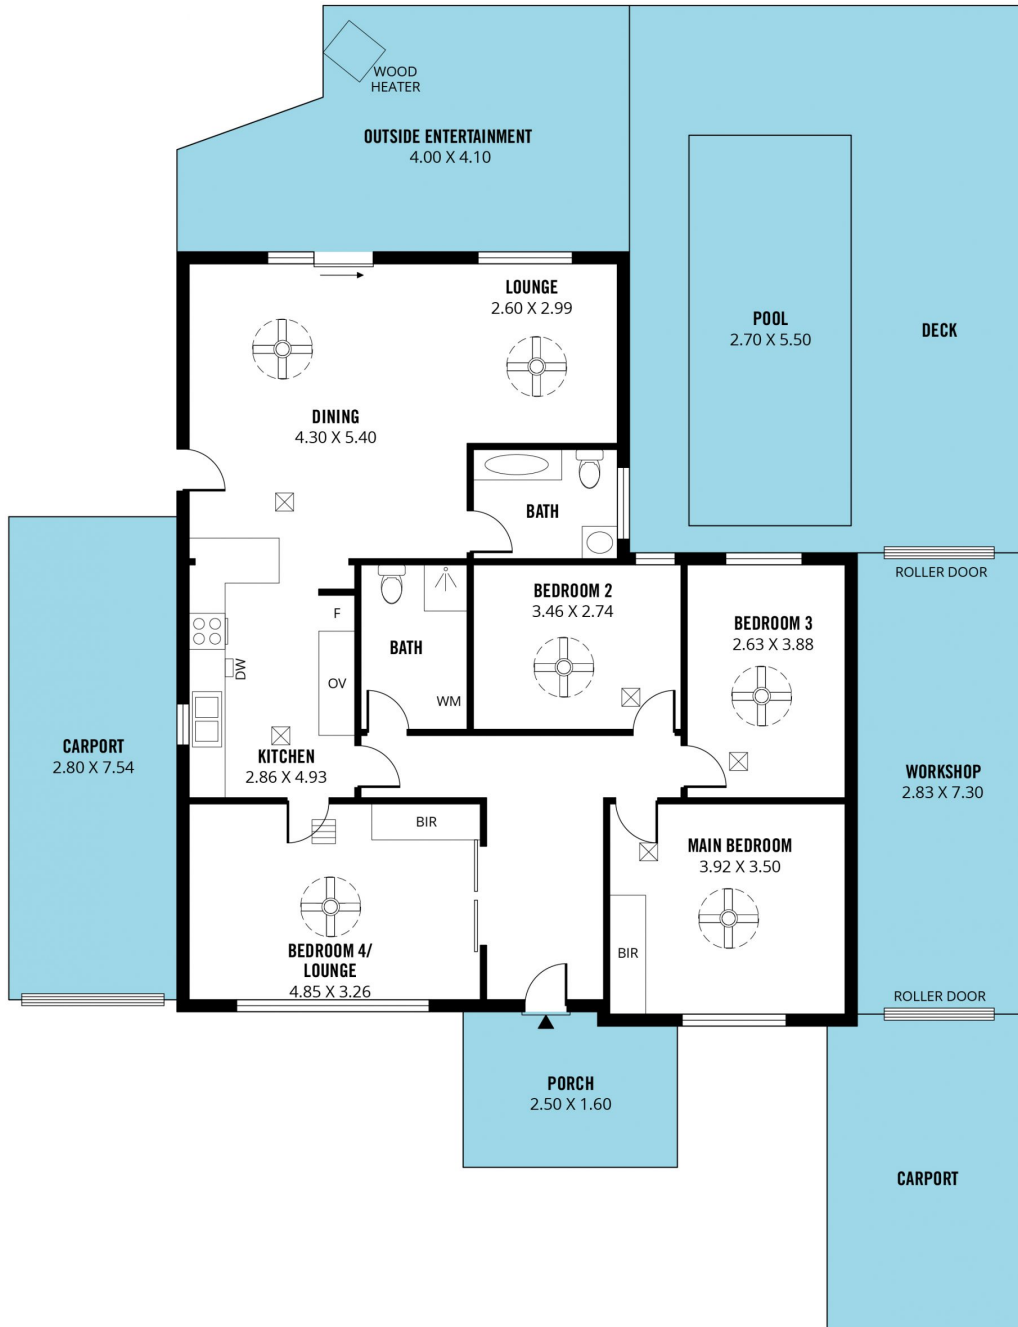 WOOD
HEATER
OUTSIDE ENTERTAINMENT
4.00 X 4.10
LOUNGE
2.60 X 2.99
POOL
2.70 X 5.50
DECK
DINING
4.30 X 5.40
BATH
ROLLER DOOR
BEDROOM 2
3.46 X 2.74
BEDROOM 3
2.63 X 3.88
F
BATH
DW
OV
WM
CARPORT
2.80 X 7.54
KITCHEN
2.86 X 4.93
WORKSHOP
2.83 X 7.30
BIR
MAIN BEDROOM
3.92 X 3.50
BEDROOM 4/
LOUNGE
4.85 X 3.26
BIR
ROLLER DOOR
PORCH
2.50 X 1.60
CARPORT